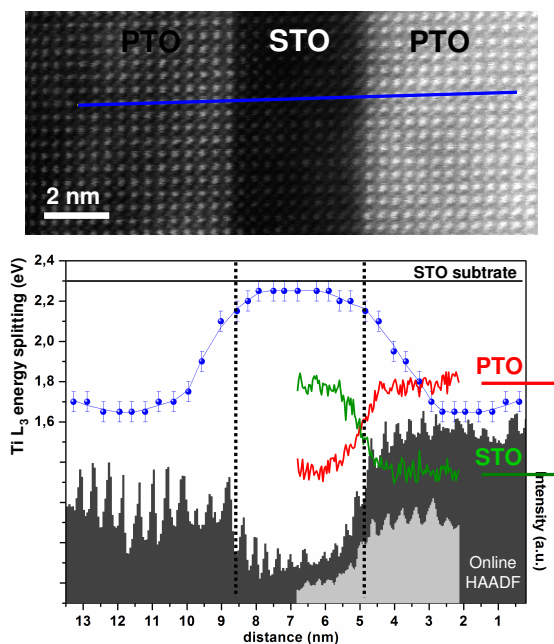 PTO STO PTO
2 nm
Ti L3 energy splitting (eV)
2,4
2,2
2,0
1,8
1,6
STO subtrate
PTO
STO
Intensity (a.u.)
Online
HAADF
13 12 11 10 9 8 7 6 5 4 3 2 1
distance (nm)